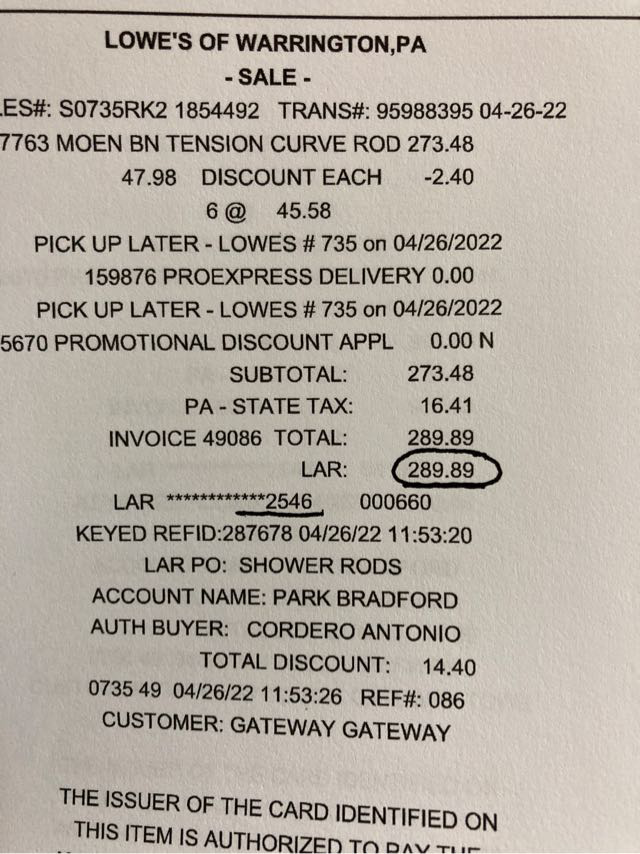 LOWE'S OF WARRINGTON,PA
- SALE -
LES#: S0735RK2 1854492 TRANS#: 95988395 04-26-22
7763 MOEN BN TENSION CURVE ROD 273.48
47.98 DISCOUNT EACH -2.40
6 @ 45.58
PICK UP LATER - LOWES # 735 on 04/26/2022
159876 PROEXPRESS DELIVERY 0.00
PICK UP LATER - LOWES # 735 on 04/26/2022
5670 PROMOTIONAL DISCOUNT APPL 0.00 N
SUBTOTAL: 273.48
PA - STATE TAX: 16.41
INVOICE 49086 TOTAL: 289.89
LAR: 289.89
LAR ************2546 000660
KEYED REFID:287678 04/26/22 11:53:20
LAR PO: SHOWER RODS
ACCOUNT NAME: PARK BRADFORD
AUTH BUYER: CORDERO ANTONIO
TOTAL DISCOUNT: 14.40
0735 49 04/26/22 11:53:26 REF#: 086
CUSTOMER: GATEWAY GATEWAY
THE ISSUER OF THE CARD IDENTIFIED ON
THIS ITEM IS AUTHORIZED TO PAY THE